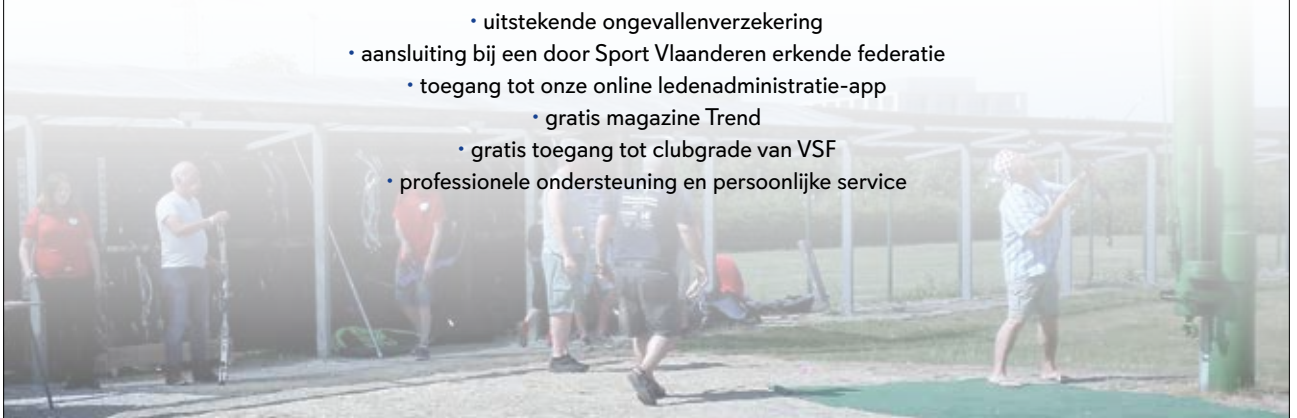 • uitstekende ongevallenverzekering
• aansluiting bij een door Sport Vlaanderen erkende federatie
• toegang tot onze online ledenadministratie-app
• gratis magazine Trend
• gratis toegang tot clubgrade van VSF
• professionele ondersteuning en persoonlijke service